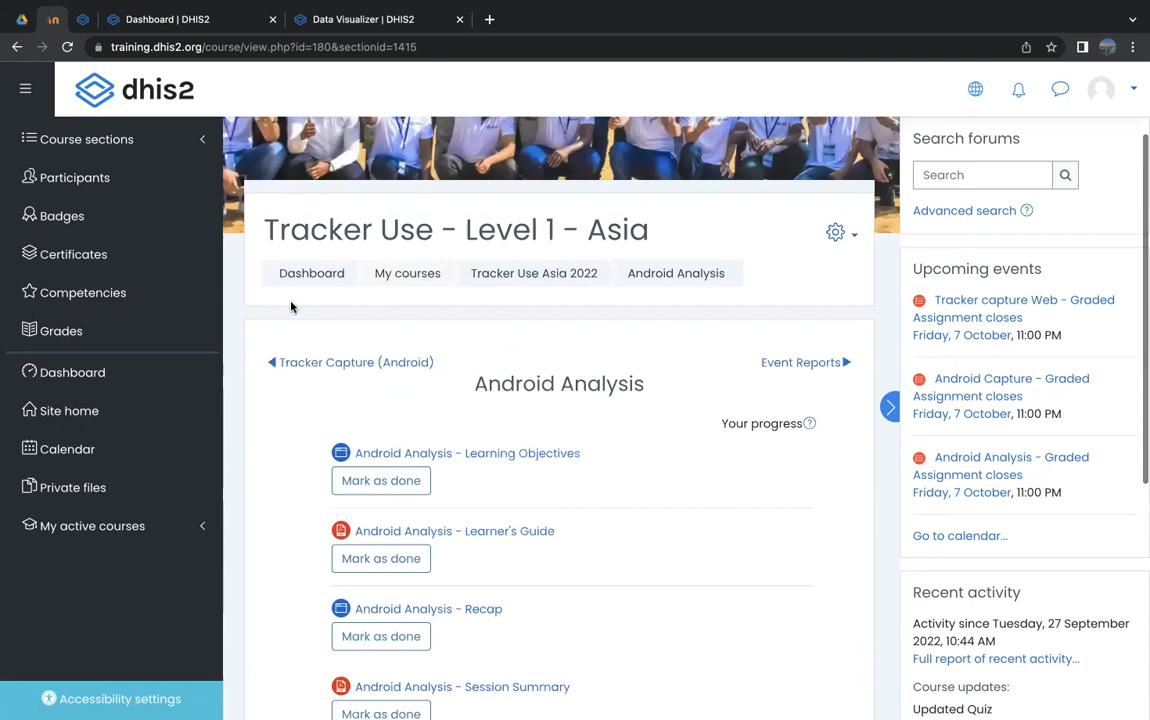 Dashboard | DHIS2
Data Visualizer | DHIS2
training.dhis2.org/course/view.php?id=180&sectionid=1415
dhis2
Course sections
Participants
Badges
Certificates
Competencies
Grades
Dashboard
Site home
Calendar
Private files
My active courses
Accessibility settings
Tracker Use - Level 1 - Asia
Dashboard
My courses
Tracker Use Asia 2022
Android Analysis
Tracker Capture (Android)
Event Reports
Android Analysis
Your progress
Android Analysis - Learning Objectives
Mark as done
Android Analysis - Learner's Guide
Mark as done
Android Analysis - Recap
Mark as done
Android Analysis - Session Summary
Mark as done
Search forums
Search
Advanced search
Upcoming events
Tracker capture Web - Graded
Assignment closes
Friday, 7 October, 11:00 PM
Android Capture - Graded
Assignment closes
Friday, 7 October, 11:00 PM
Android Analysis - Graded
Assignment closes
Friday, 7 October, 11:00 PM
Go to calendar...
Recent activity
Activity since Tuesday, 27 September
2022, 10:44 AM
Full report of recent activity...
Course updates:
Updated Quiz